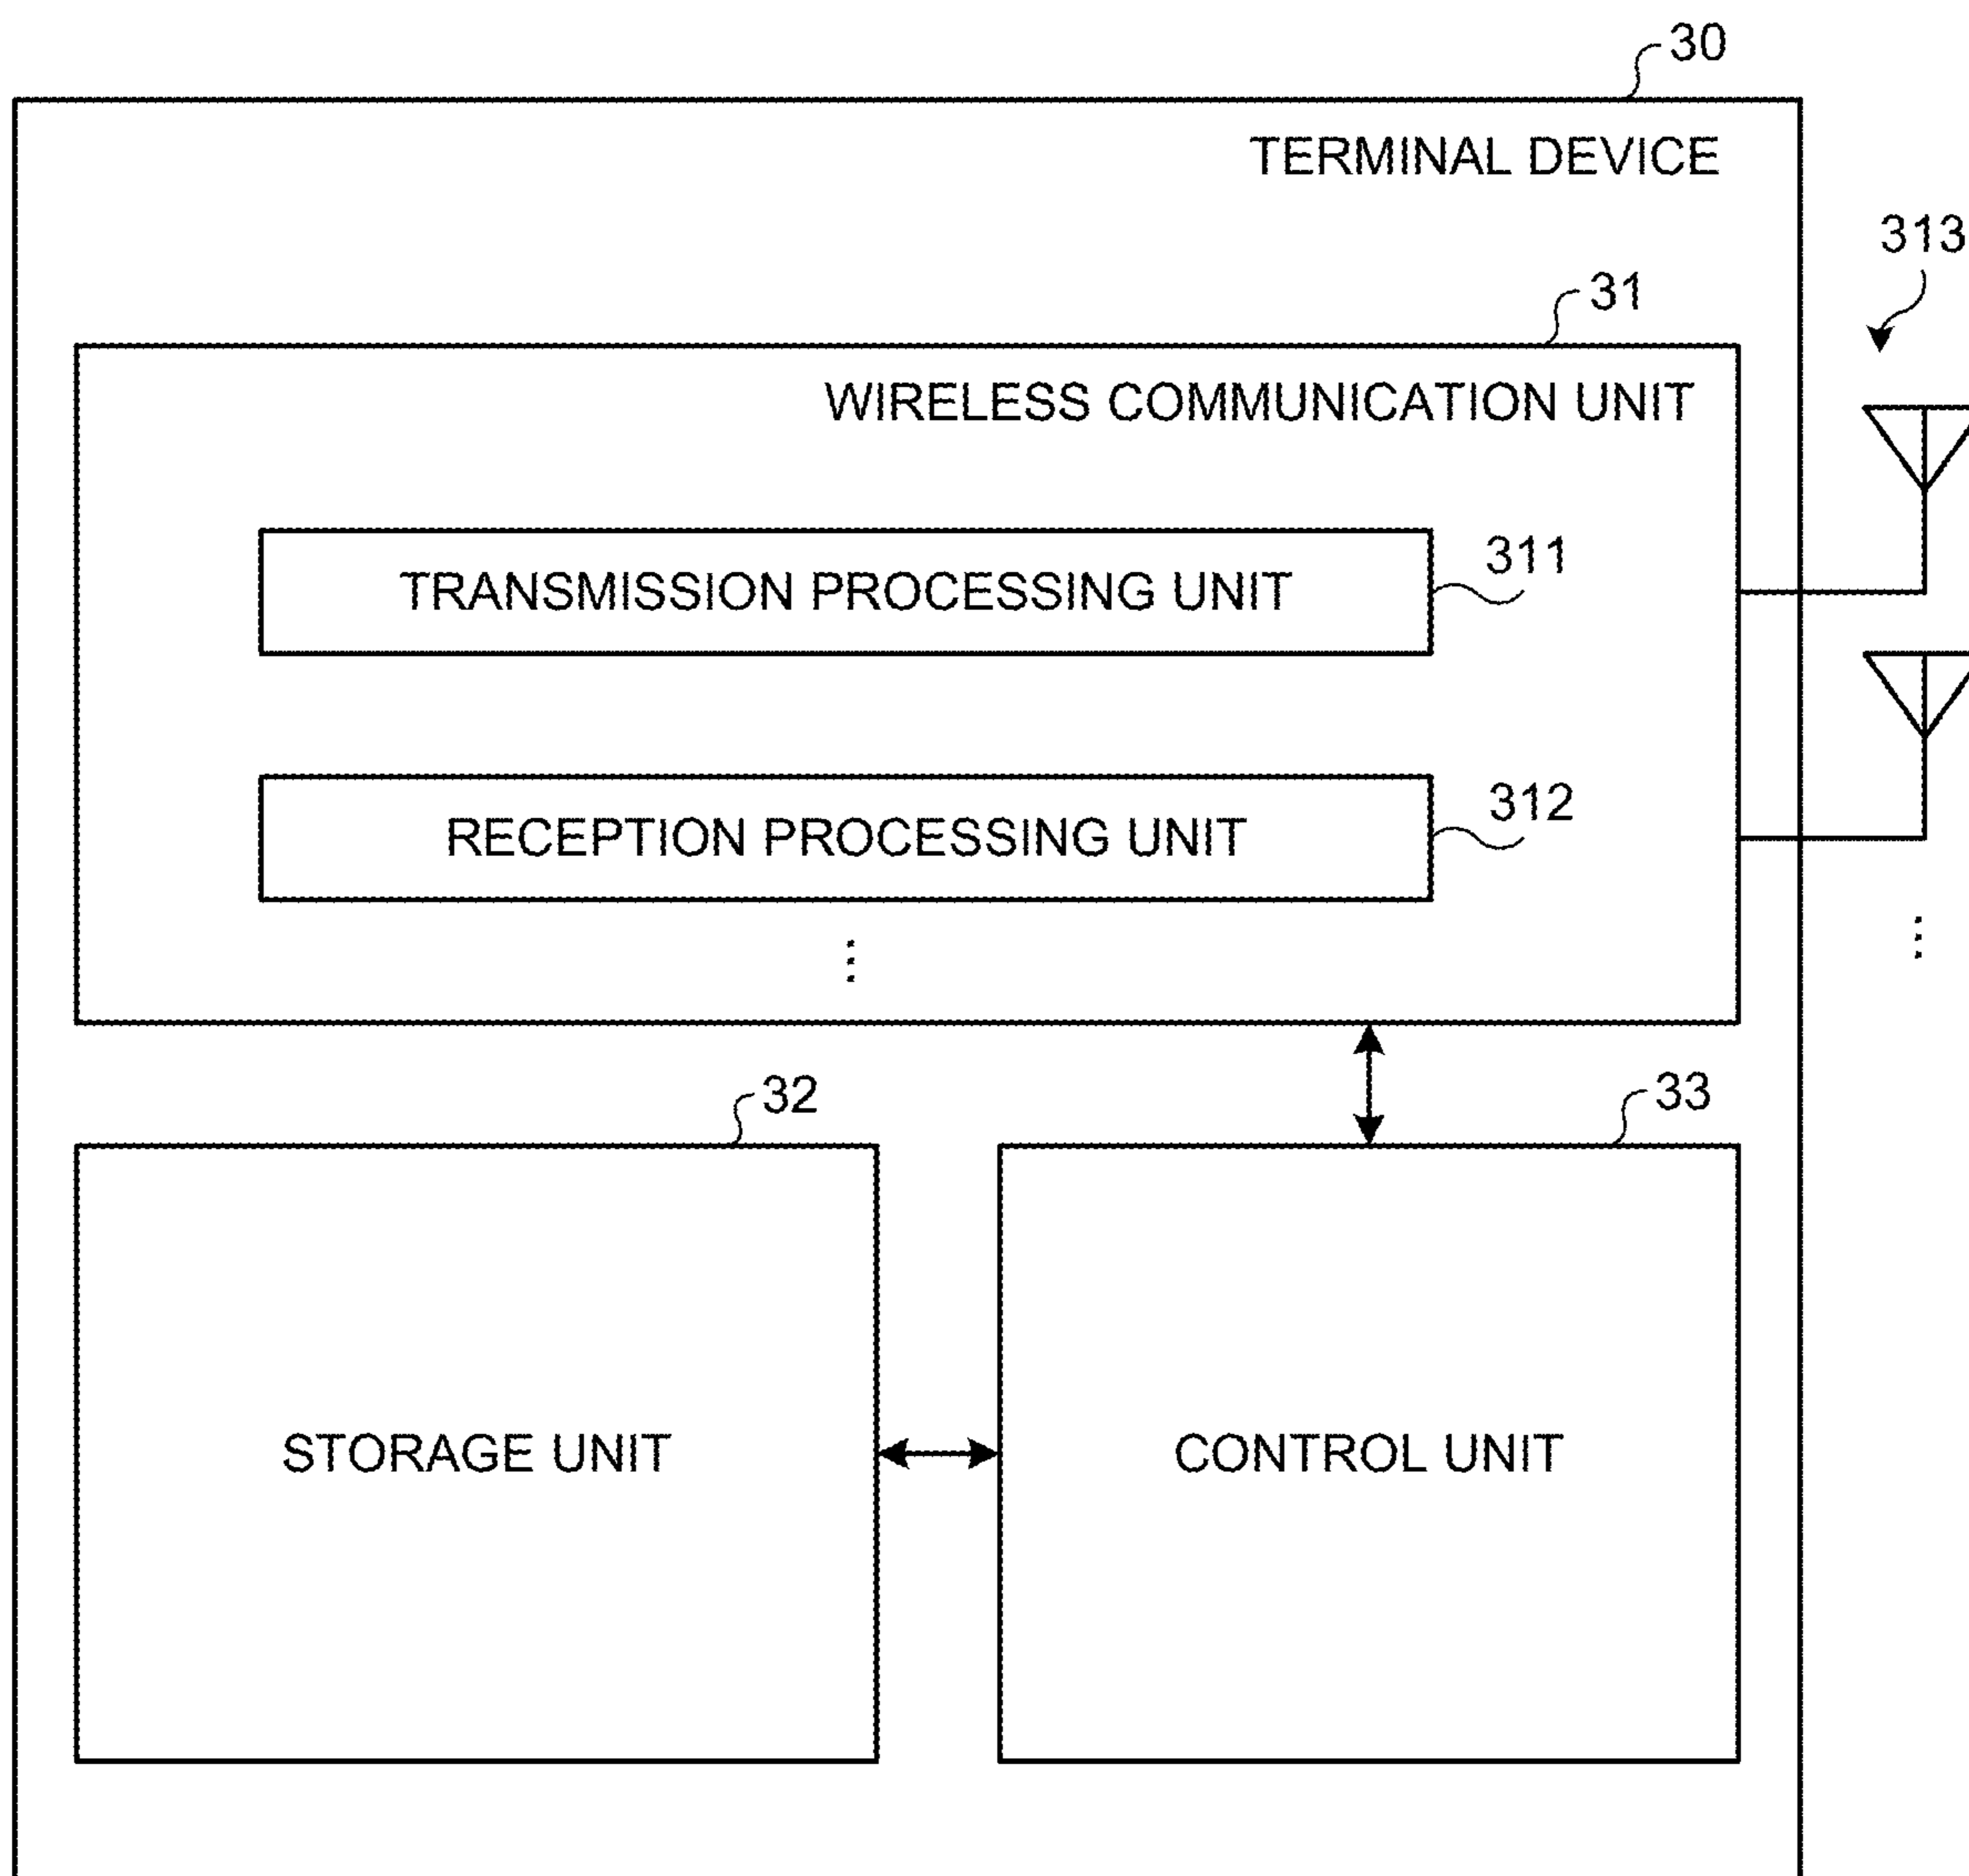 30
TERMINAL DEVICE
313
31
WIRELESS COMMUNICATION UNIT
311
TRANSMISSION PROCESSING UNIT
312
RECEPTION PROCESSING UNIT
32
33
STORAGE UNIT
CONTROL UNIT